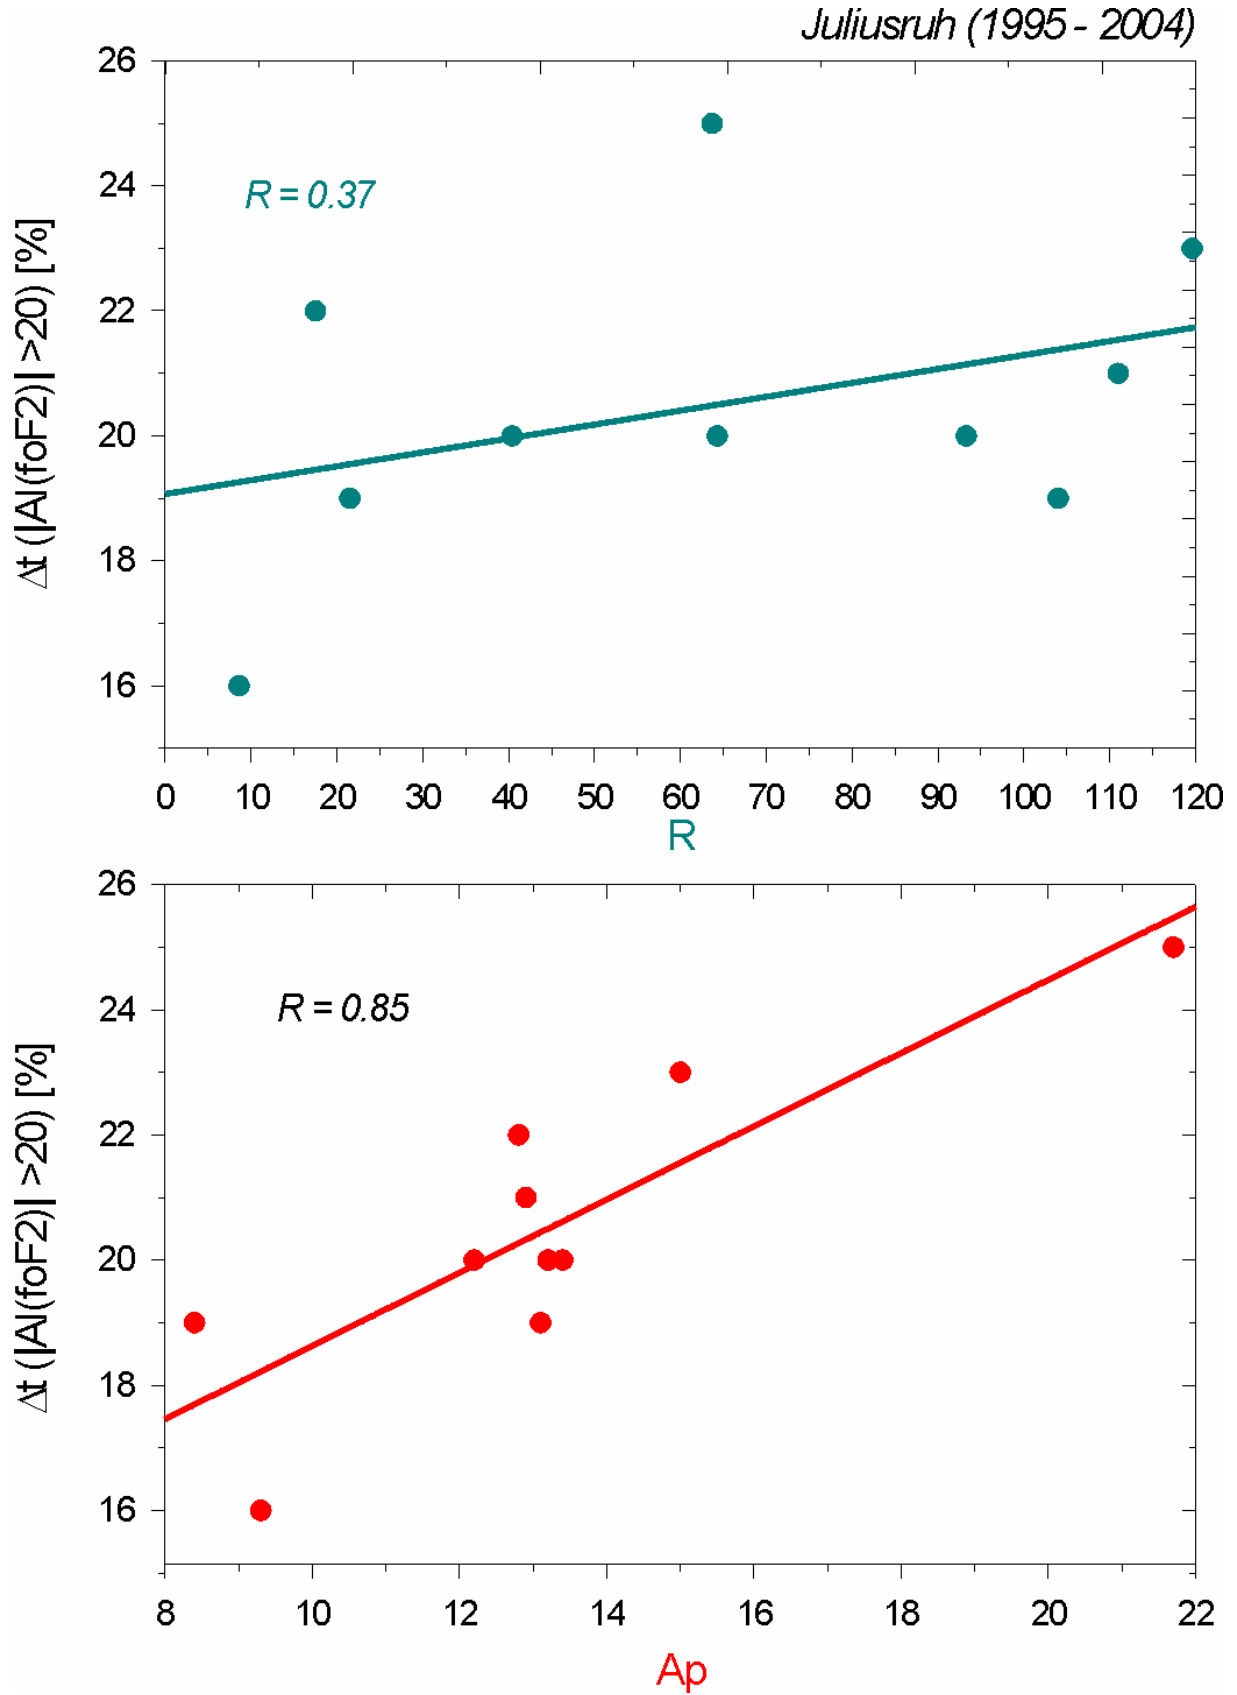 Juliusruh (1995 - 2004)
26
24
22
20
18
16
Δt (|AI(foF2)| >20) [%]
R = 0.37
0 10 20 30 40 50 60 70 80 90 100 110 120
R
26
24
22
20
18
16
Δt (|AI(foF2)| >20) [%]
R = 0.85
8 10 12 14 16 18 20 22
Ap